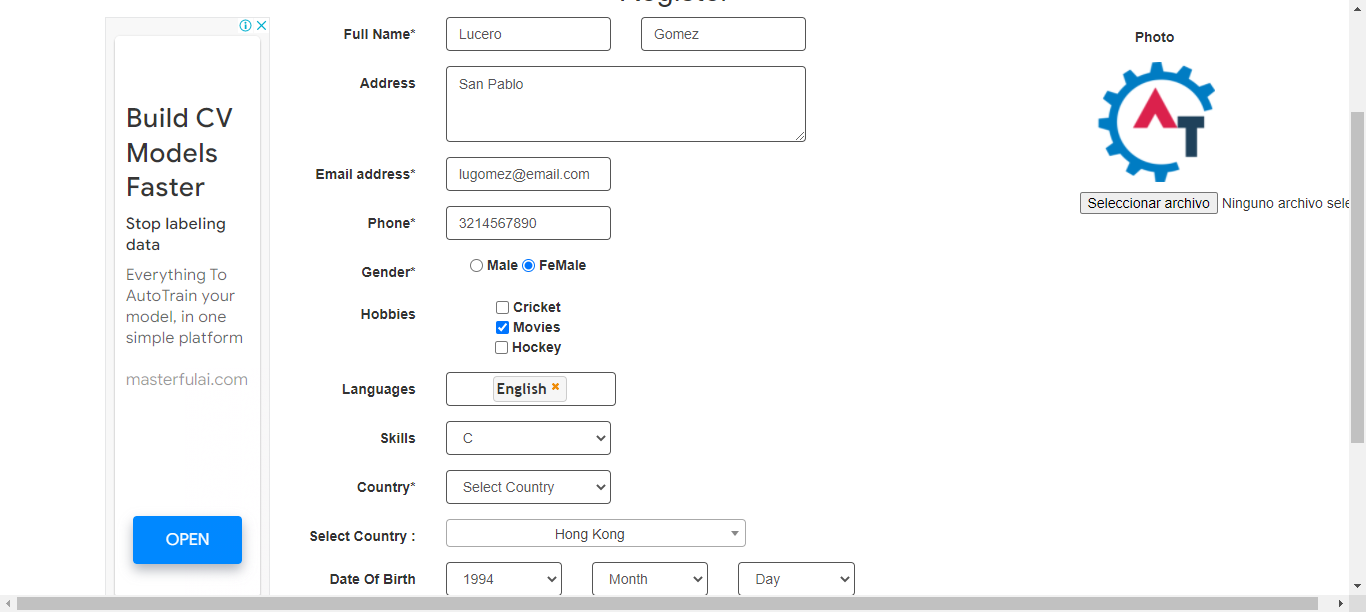 Register
Full Name*
Lucero
Gomez
Photo
Address
San Pablo
Build CV
Models
Faster
Stop labeling
data
Everything To
AutoTrain your
model, in one
simple platform
masterfulai.com
OPEN
Email address*
lugomez@email.com
Seleccionar archivo Ninguno archivo sele
Phone*
3214567890
Gender*
Male FeMale
Hobbies
Cricket
Movies
Hockey
Languages
English
Skills
C
Country*
Select Country
Select Country :
Hong Kong
Date Of Birth
1994
Month
Day